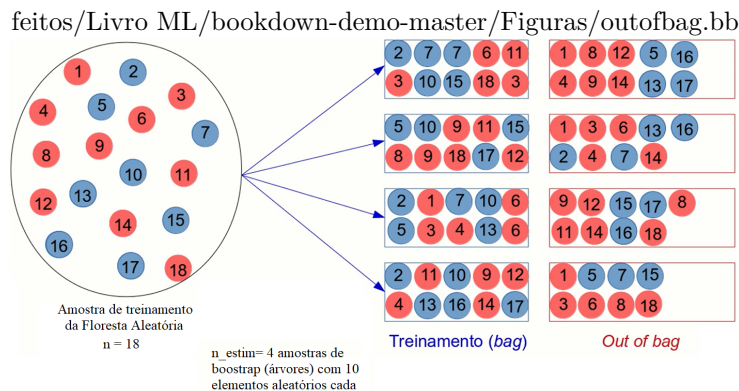 feitos/Livro ML/bookdown-demo-master/Figuras/outofbag.bb
1 2 3 4 5 6 7 8 9 10 11 12 13 14 15 16 17 18
Amostra de treinamento
da Floresta Aleatória
n = 18
n_estim= 4 amostras de
boostrap (árvores) com 10
elementos aleatórios cada
2 7 7 6 11
3 10 15 18 3
5 10 9 11 15
8 9 18 17 12
2 1 7 10 6
5 3 4 13 6
2 11 10 9 12
4 13 16 14 17
Treinamento (bag)
1 8 12 5 16
4 9 14 13 17
1 3 6 13 16
2 4 7 14
9 12 15 17 8
11 14 16 18
1 5 7 15
3 6 8 18
Out of bag